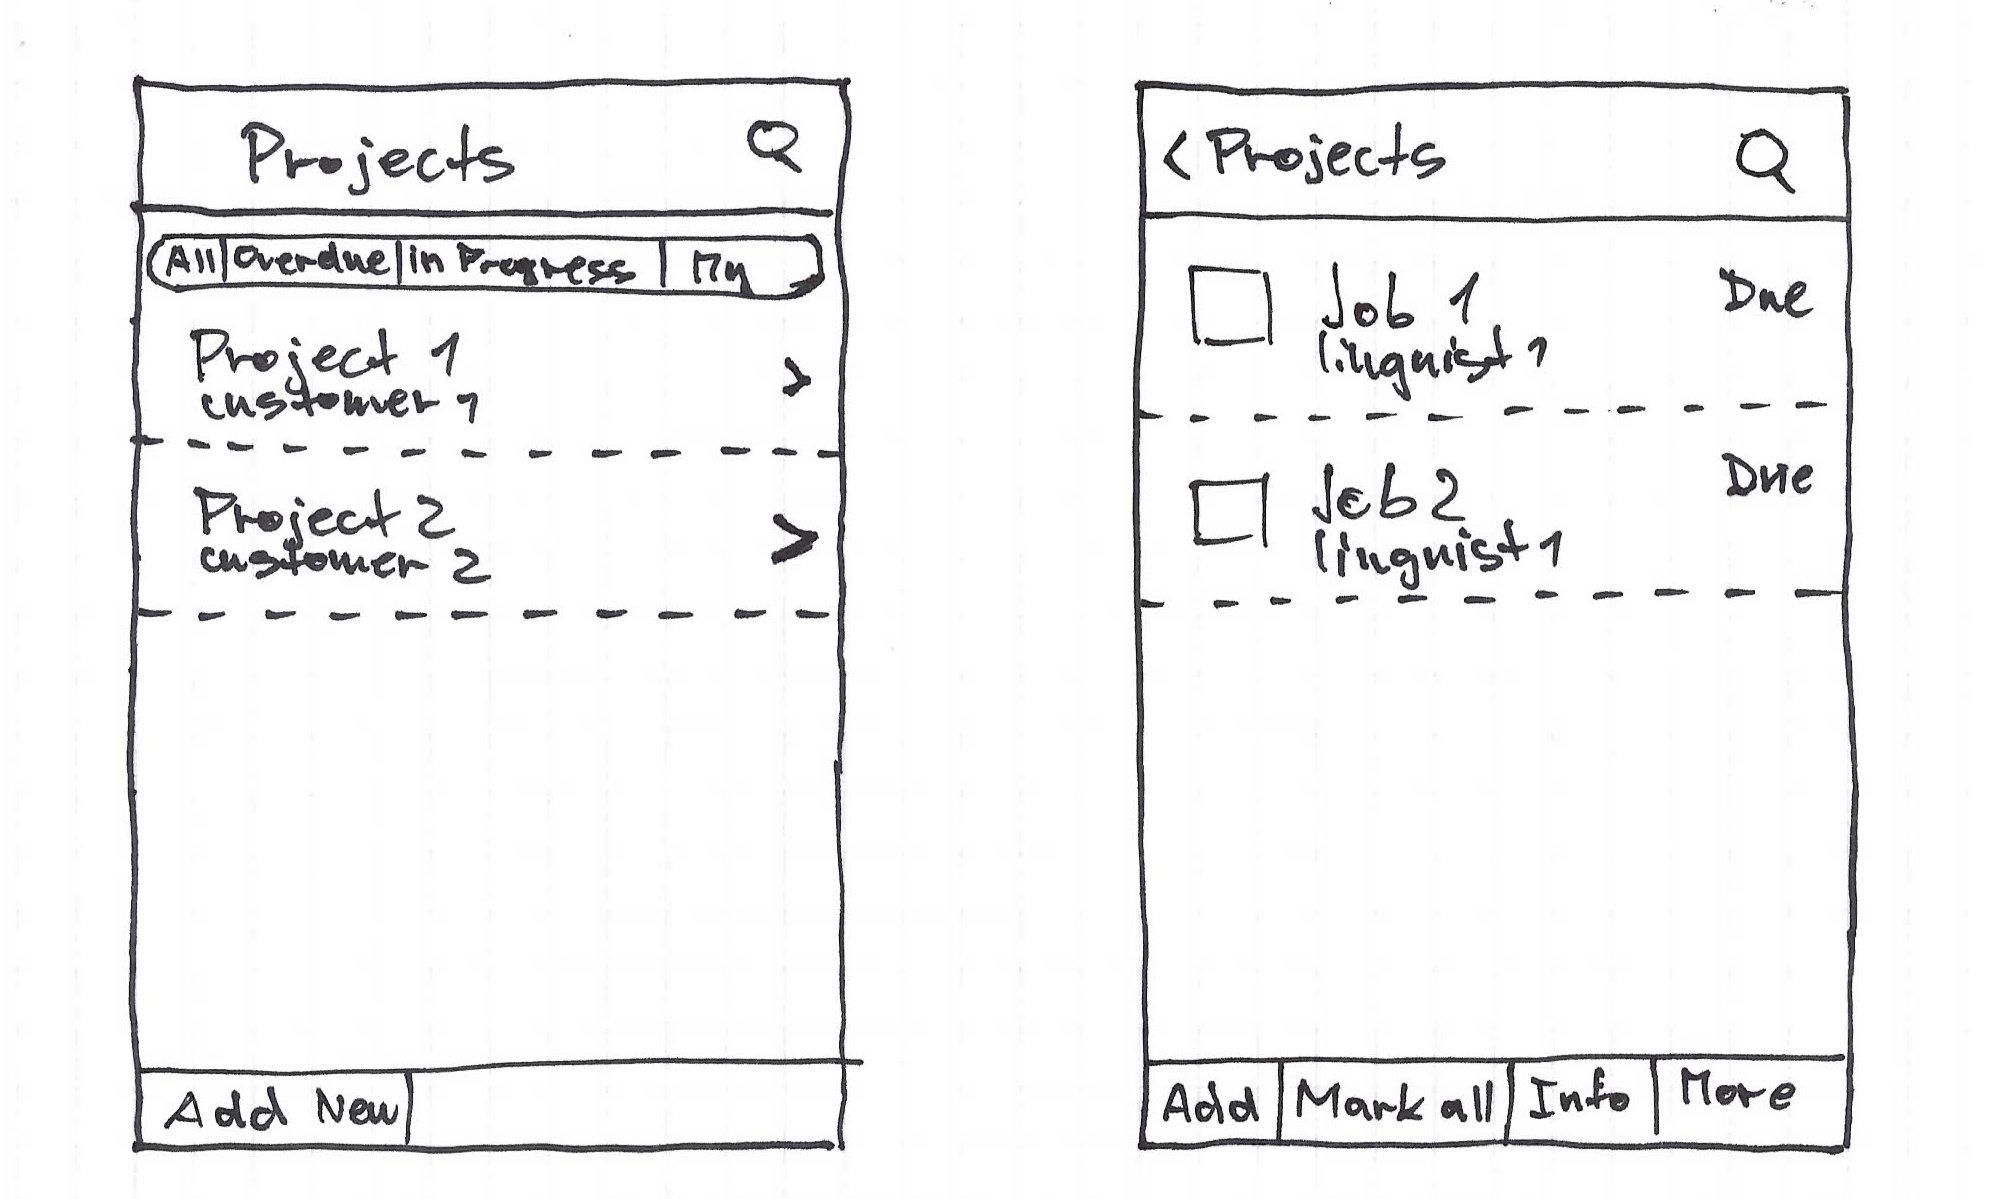 Projects
All Overdue in Progress My
Project 1
customer 1
Project 2
customer 2
Add New
< Projects
Job 1 Due
linguist 1
Job 2 Due
linguist 1
Add Mark all Info More